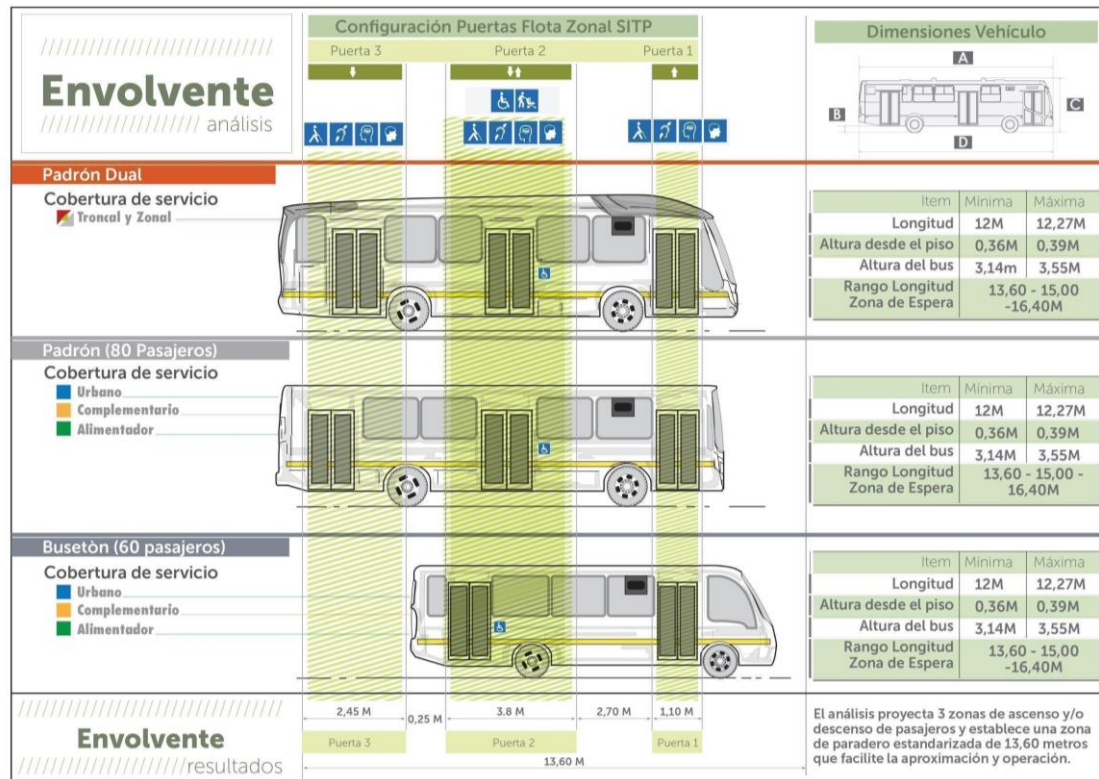 Envolvente
análisis
Configuración Puertas Flota Zonal SITP
Puerta 3
Puerta 2
Puerta 1
Dimensiones Vehículo
A
B
C
D
Padrón Dual
Cobertura de servicio
Troncal y Zonal
Item Mínima Máxima
Longitud 12M 12,27M
Altura desde el piso 0,36M 0,39M
Altura del bus 3,14m 3,55M
Rango Longitud 13,60 - 15,00
Zona de Espera -16,40M
Padrón (80 Pasajeros)
Cobertura de servicio
Urbano
Complementario
Alimentador
Item Mínima Máxima
Longitud 12M 12,27M
Altura desde el piso 0,36M 0,39M
Altura del bus 3,14M 3,55M
Rango Longitud 13,60 - 15,00 -
Zona de Espera 16,40M
Busetòn (60 pasajeros)
Cobertura de servicio
Urbano
Complementario
Alimentador
Item Mínima Máxima
Longitud 12M 12,27M
Altura desde el piso 0,36M 0,39M
Altura del bus 3,14M 3,55M
Rango Longitud 13,60 - 15,00
Zona de Espera -16,40M
Envolvente
resultados
2,45 M
0,25 M
3.8 M
2,70 M
1,10 M
Puerta 3
Puerta 2
Puerta 1
13,60 M
El análisis proyecta 3 zonas de ascenso y/o
descenso de pasajeros y establece una zona
de paradero estandarizada de 13,60 metros
que facilite la aproximación y operación.